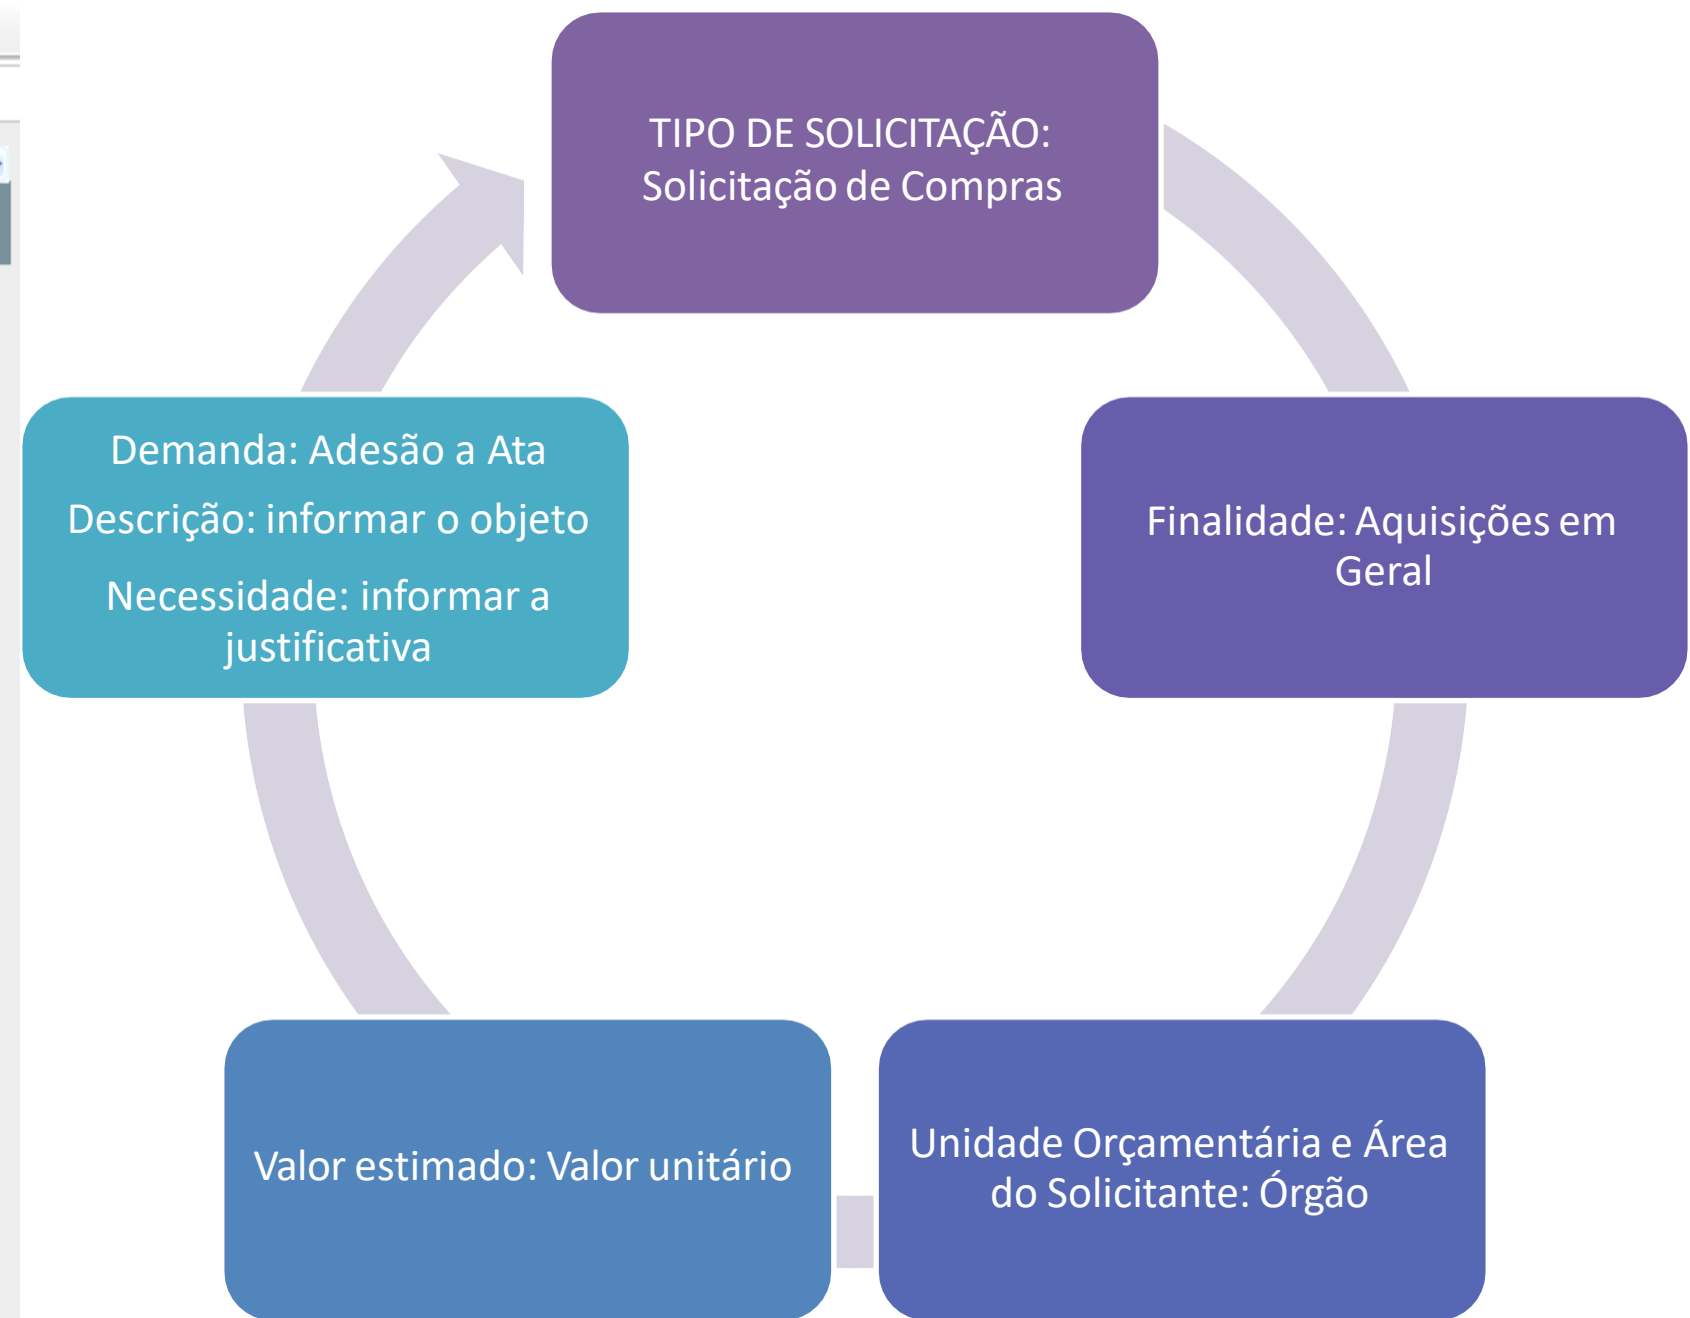 TIPO DE SOLICITAÇÃO:
Solicitação de Compras
Finalidade: Aquisições em
Geral
Unidade Orçamentária e Área
do Solicitante: Órgão
Valor estimado: Valor unitário
Demanda: Adesão a Ata
Descrição: informar o objeto
Necessidade: informar a
justificativa